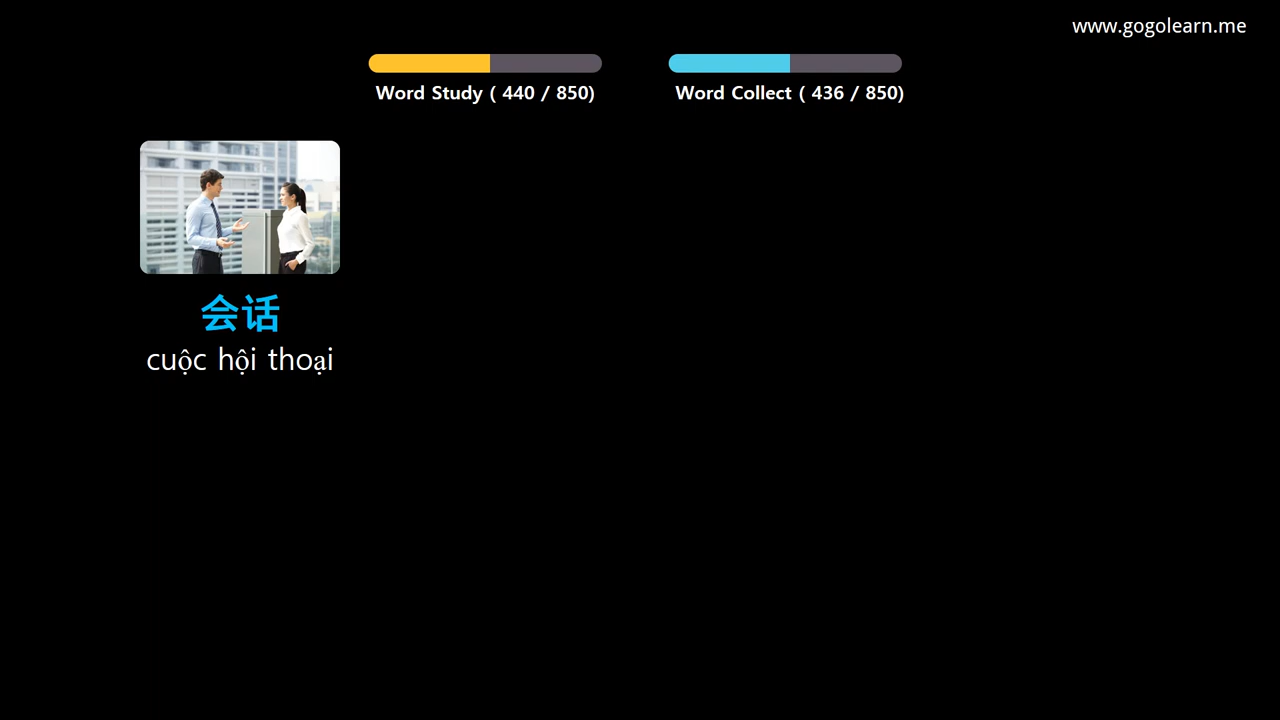 www.gogolearn.me
Word Study ( 440 / 850)
Word Collect ( 436 / 850)
会话
cuộc hội thoại